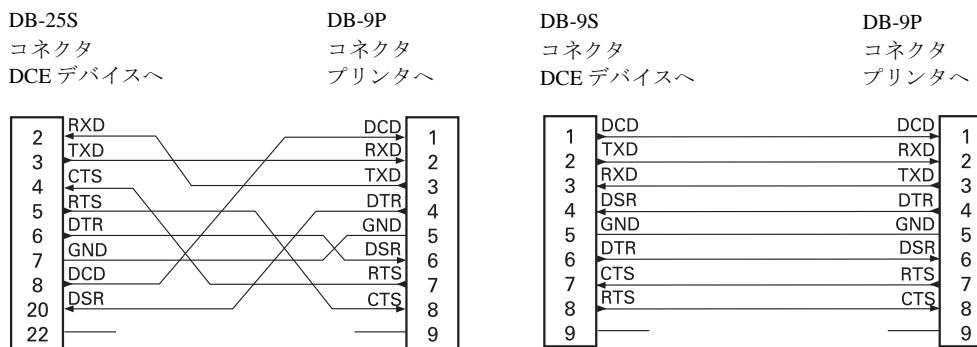 DB-25S
コネクタ
DCE デバイスへ
DB-9P
コネクタ
プリンタへ
2 RXD
3 TXD
4 CTS
5 RTS
6 DTR
7 GND
8 DCD
20 DSR
22
DCD 1
RXD 2
TXD 3
DTR 4
GND 5
DSR 6
RTS 7
CTS 8
9
DB-9S
コネクタ
DCE デバイスへ
DB-9P
コネクタ
プリンタへ
1 DCD
2 TXD
3 RXD
4 DSR
5 GND
6 DTR
7 CTS
8 RTS
9
DCD 1
RXD 2
TXD 3
DTR 4
GND 5
DSR 6
RTS 7
CTS 8
9